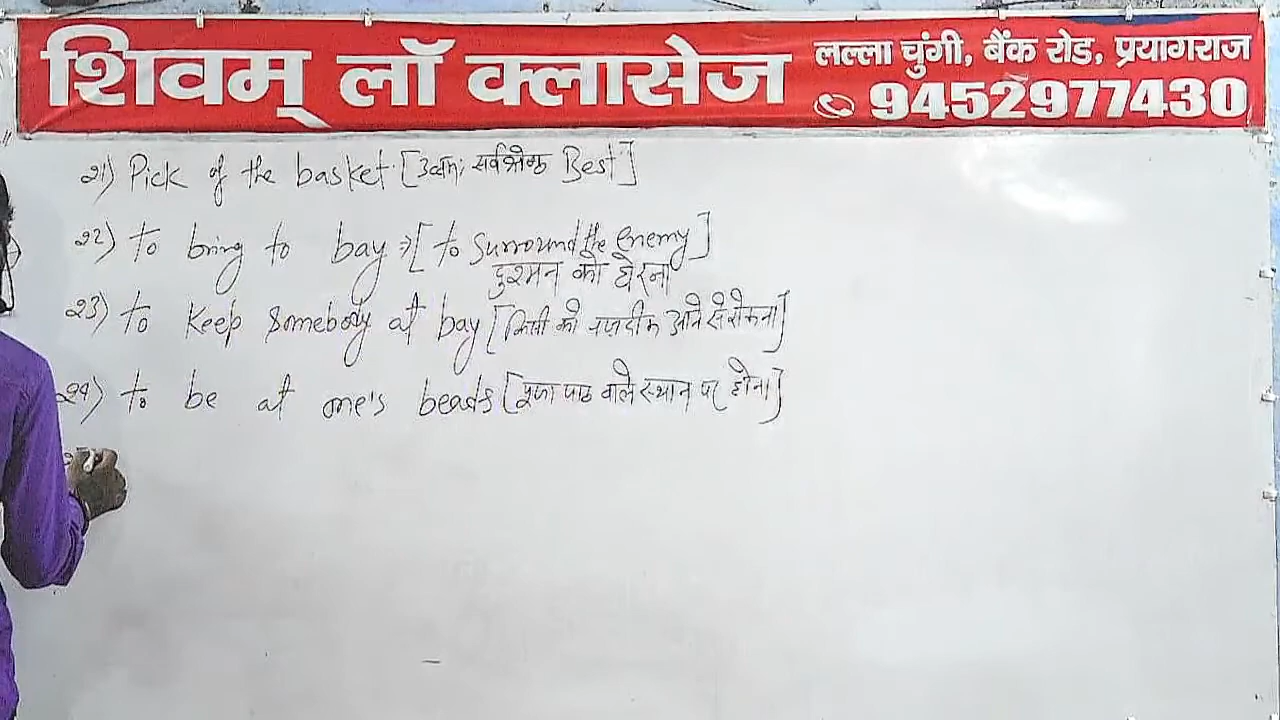 शिवम् लॉ क्लासेज
लल्ला चुंगी, बैंक रोड, प्रयागराज
9452977430
21) Pick of the basket [उत्तम; सर्वश्रेष्ठ Best]
22) to bring to bay ⇒ [to Surround the enemy]
दुश्मन को घेरना
23) to Keep somebody at bay [किसी को नज़दीक आने से रोकना]
24) to be at one's beads [पूजा पाठ वाले स्थान पर होना]